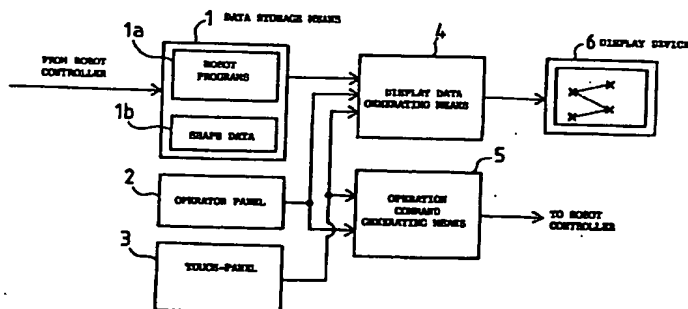 1 DATA STORAGE MEANS
1a
FROM ROBOT
CONTROLLER
ROBOT
PROGRAMS
1b
SHAPE DATA
2
OPERATOR PANEL
3
TOUCH-PANEL
4
DISPLAY DATA
GENERATING MEANS
5
OPERATION
COMMAND
GENERATING MEANS
6 DISPLAY DEVICE
TO ROBOT
CONTROLLER